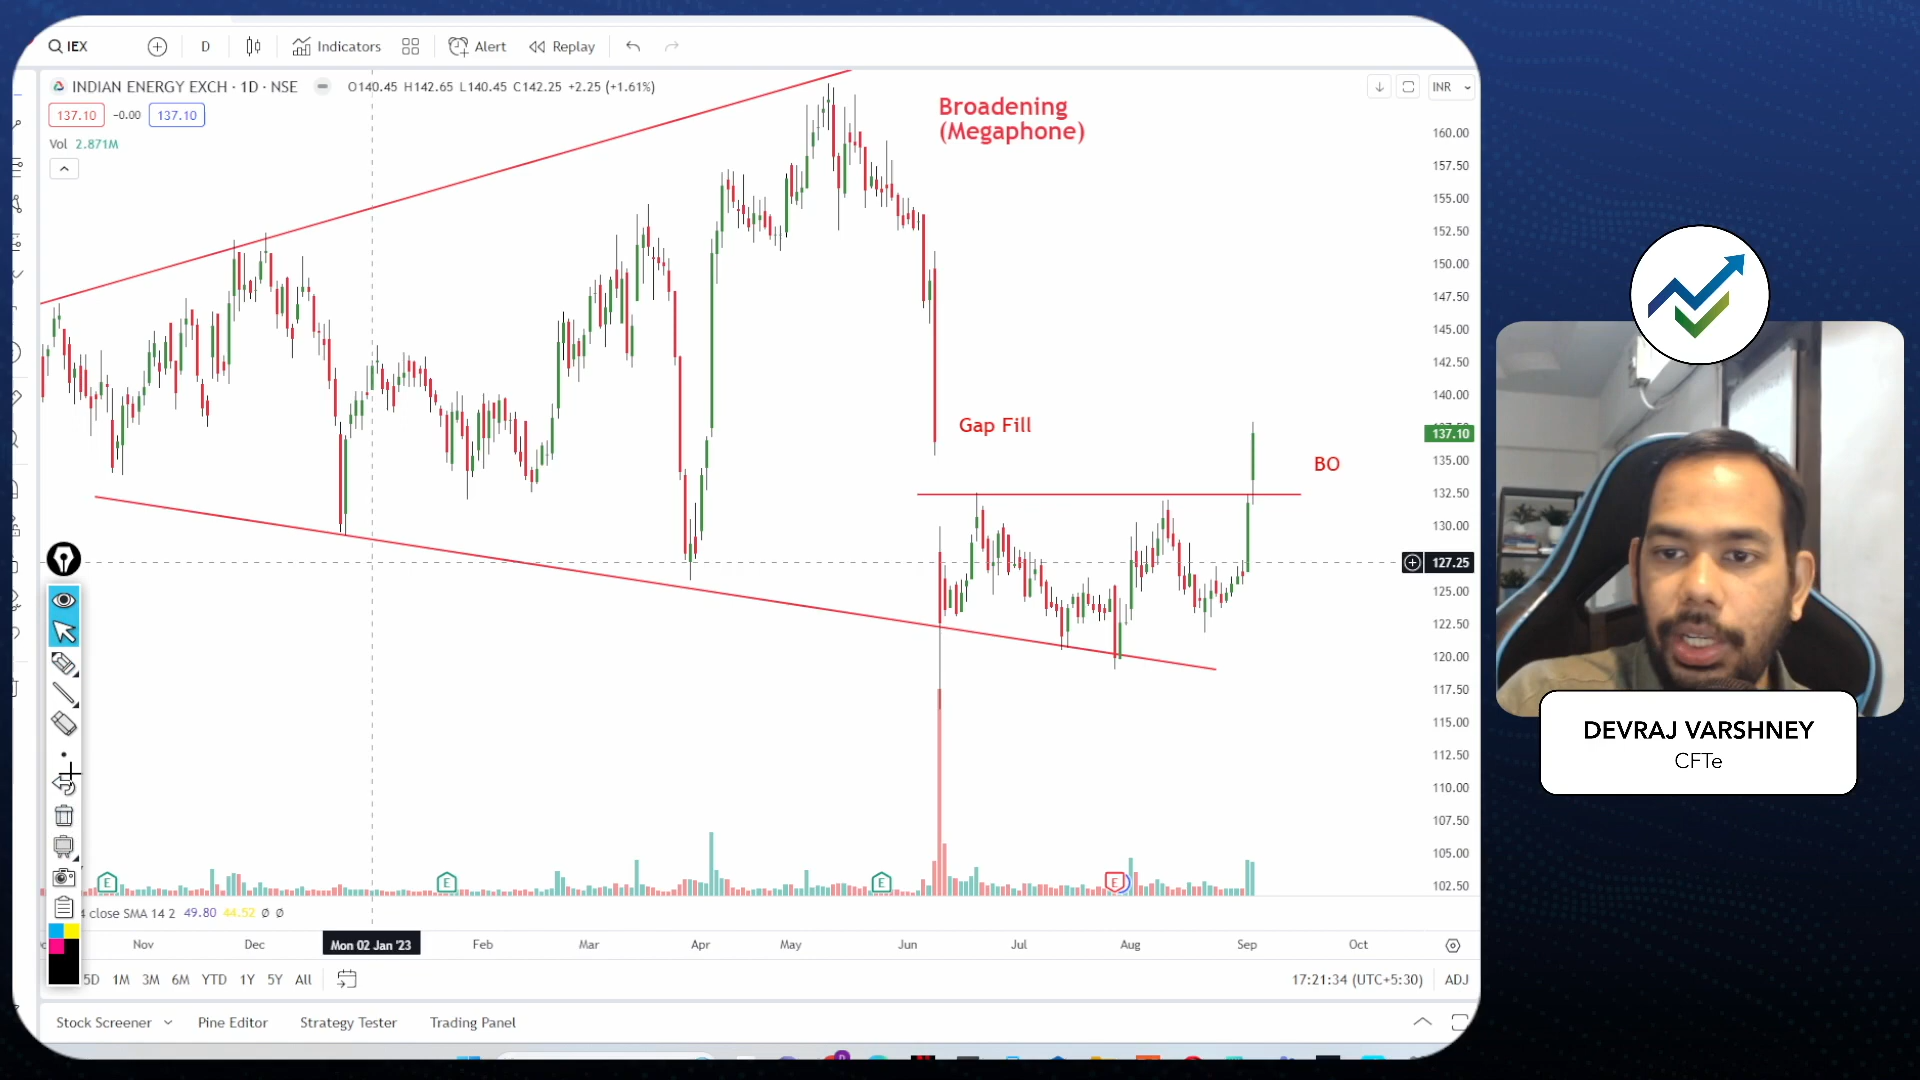 IEX
D
Indicators
Alert
Replay
INDIAN ENERGY EXCH · 1D · NSE
O140.45 H142.65 L140.45 C142.25 +2.25 (+1.61%)
INR
137.10
-0.00
137.10
Vol 2.871M
Broadening
(Megaphone)
160.00
157.50
155.00
152.50
150.00
147.50
145.00
142.50
140.00
137.10
135.00
132.50
130.00
127.25
125.00
122.50
120.00
117.50
115.00
112.50
110.00
107.50
105.00
102.50
Gap Fill
BO
E
E
E
E
4 close SMA 14 2 49.80 44.52 Ø Ø
Nov
Dec
Mon 02 Jan '23
Feb
Mar
Apr
May
Jun
Jul
Aug
Sep
Oct
5D 1M 3M 6M YTD 1Y 5Y All
17:21:34 (UTC+5:30)
ADJ
Stock Screener
Pine Editor
Strategy Tester
Trading Panel
DEVRAJ VARSHNEY
CFTe